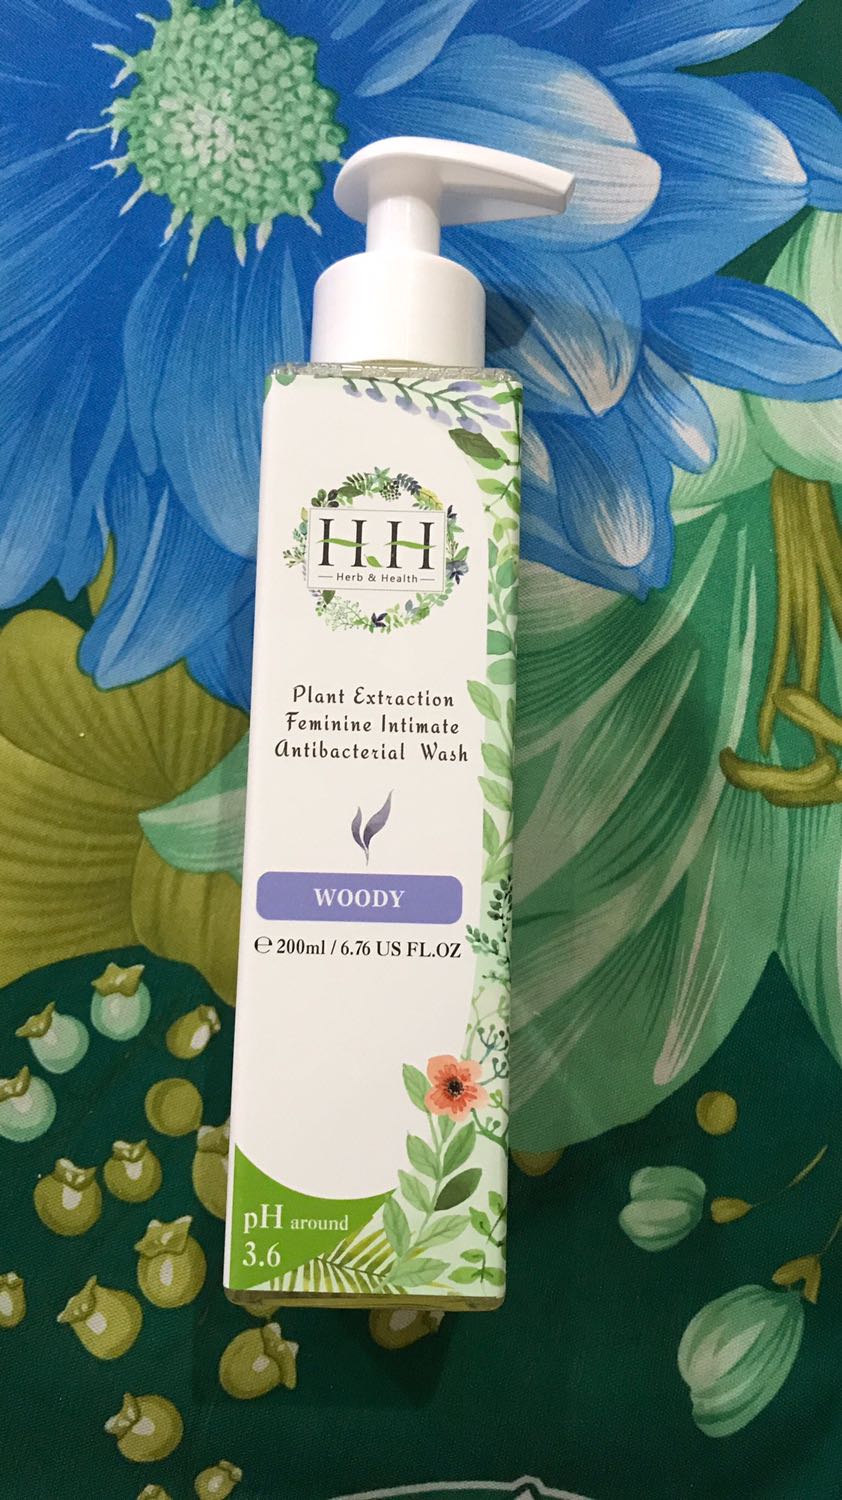 H.H
Herb & Health
Plant Extraction
Feminine Intimate
Antibacterial Wash
WOODY
℮ 200ml / 6.76 US FL.OZ
pH around
3.6